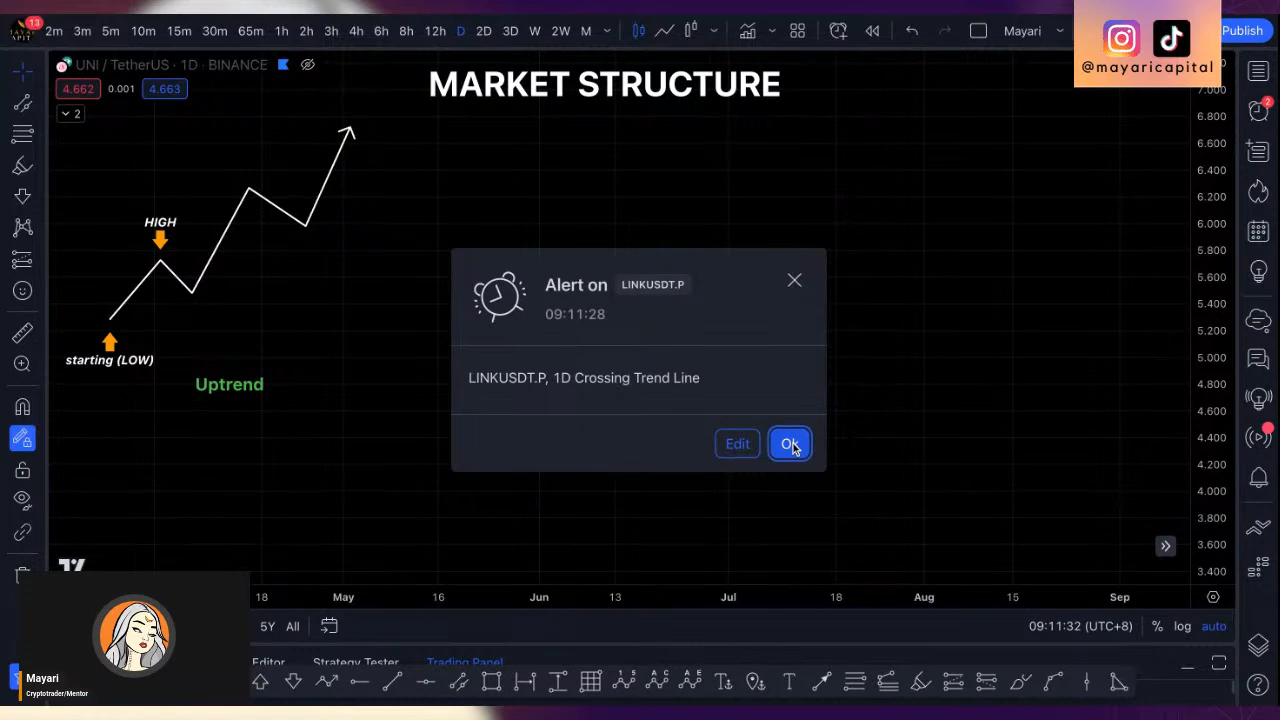 13
2m 3m 5m 10m 15m 30m 65m 1h 2h 3h 4h 6h 8h 12h D 2D 3D W 2W M
Mayari
Publish
@mayaricapital
UNI / TetherUS · 1D · BINANCE
4.662 0.001 4.663
2
MARKET STRUCTURE
HIGH
starting (LOW)
Uptrend
Alert on LINKUSDT.P
09:11:28
LINKUSDT.P, 1D Crossing Trend Line
Edit
Ok
7.000
6.800
6.600
6.400
6.200
6.000
5.800
5.600
5.400
5.200
5.000
4.800
4.600
4.400
4.200
4.000
3.800
3.600
3.400
2
18 May 16 Jun 13 Jul 18 Aug 15 Sep
5Y All
09:11:32 (UTC+8) % log auto
Editor Strategy Tester Trading Panel
Mayari
Cryptotrader/Mentor